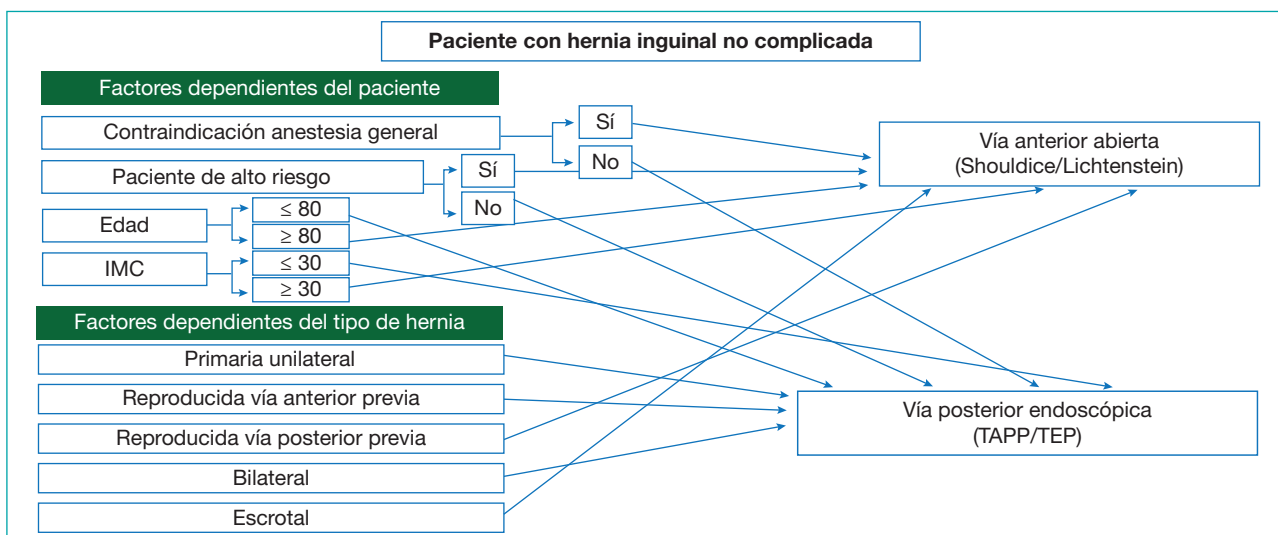 Paciente con hernia inguinal no complicada
Factores dependientes del paciente
Contraindicación anestesia general
Sí
No
Paciente de alto riesgo
Sí
No
Edad
≤ 80
≥ 80
IMC
≤ 30
≥ 30
Factores dependientes del tipo de hernia
Primaria unilateral
Reproducida vía anterior previa
Reproducida vía posterior previa
Bilateral
Escrotal
Vía anterior abierta
(Shouldice/Lichtenstein)
Vía posterior endoscópica
(TAPP/TEP)